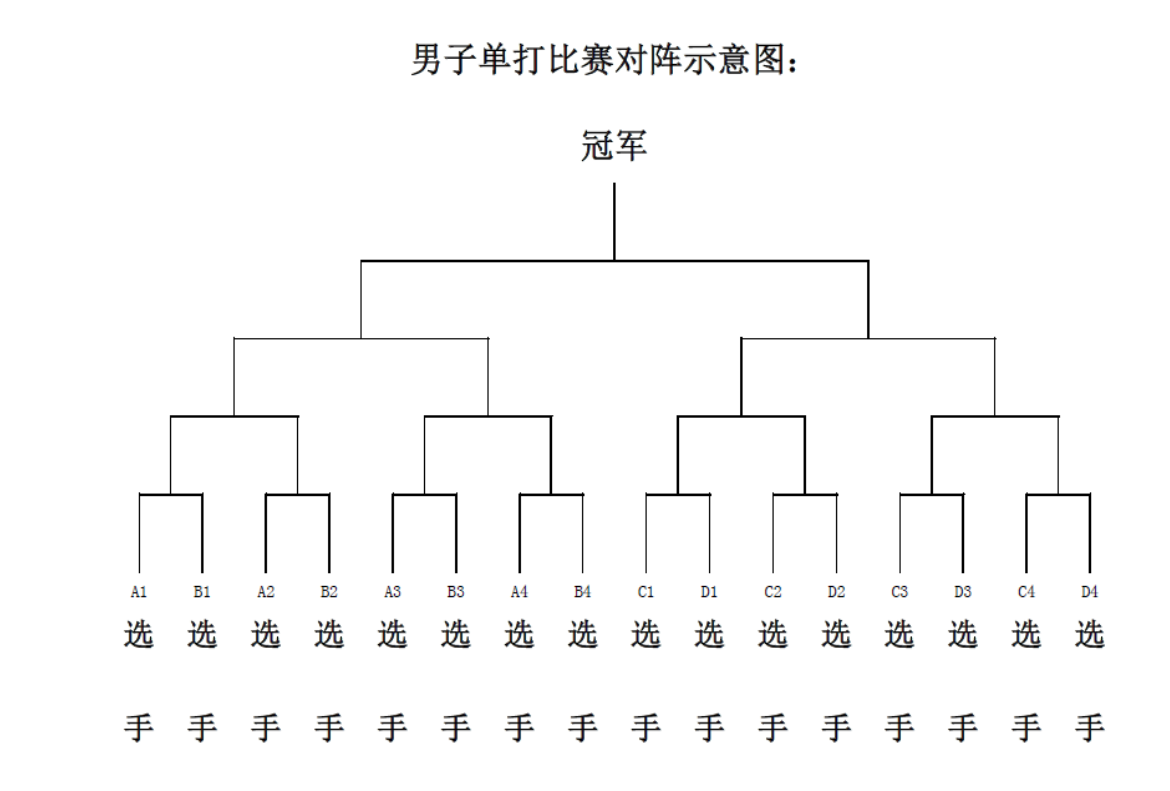 男子单打比赛对阵示意图：
冠军
A1 B1 A2 B2 A3 B3 A4 B4 C1 D1 C2 D2 C3 D3 C4 D4
选 选 选 选 选 选 选 选 选 选 选 选 选 选 选 选
手 手 手 手 手 手 手 手 手 手 手 手 手 手 手 手